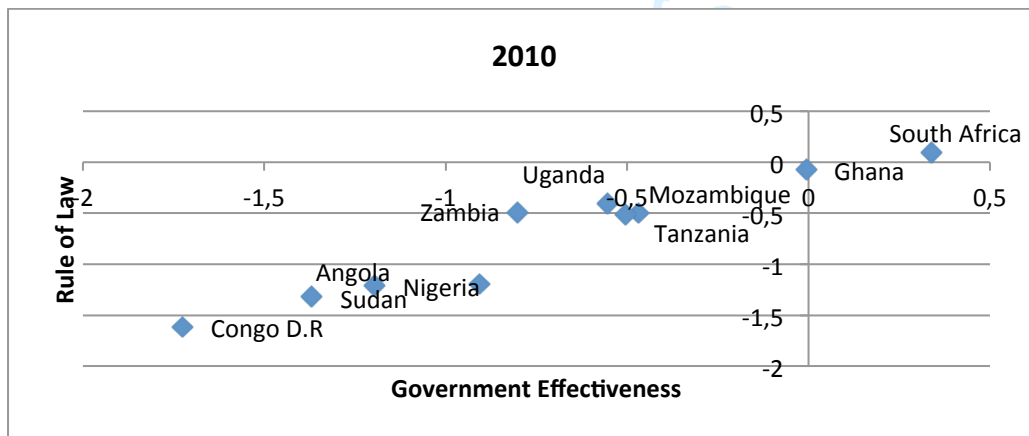 2010
0,5
South Africa
0
Ghana
-2
-1,5
-1
-0,5
0
0,5
Uganda
Mozambique
Zambia
-0,5
Tanzania
-1
Angola
Nigeria
Sudan
-1,5
Congo D.R
-2
Rule of Law
Government Effectiveness